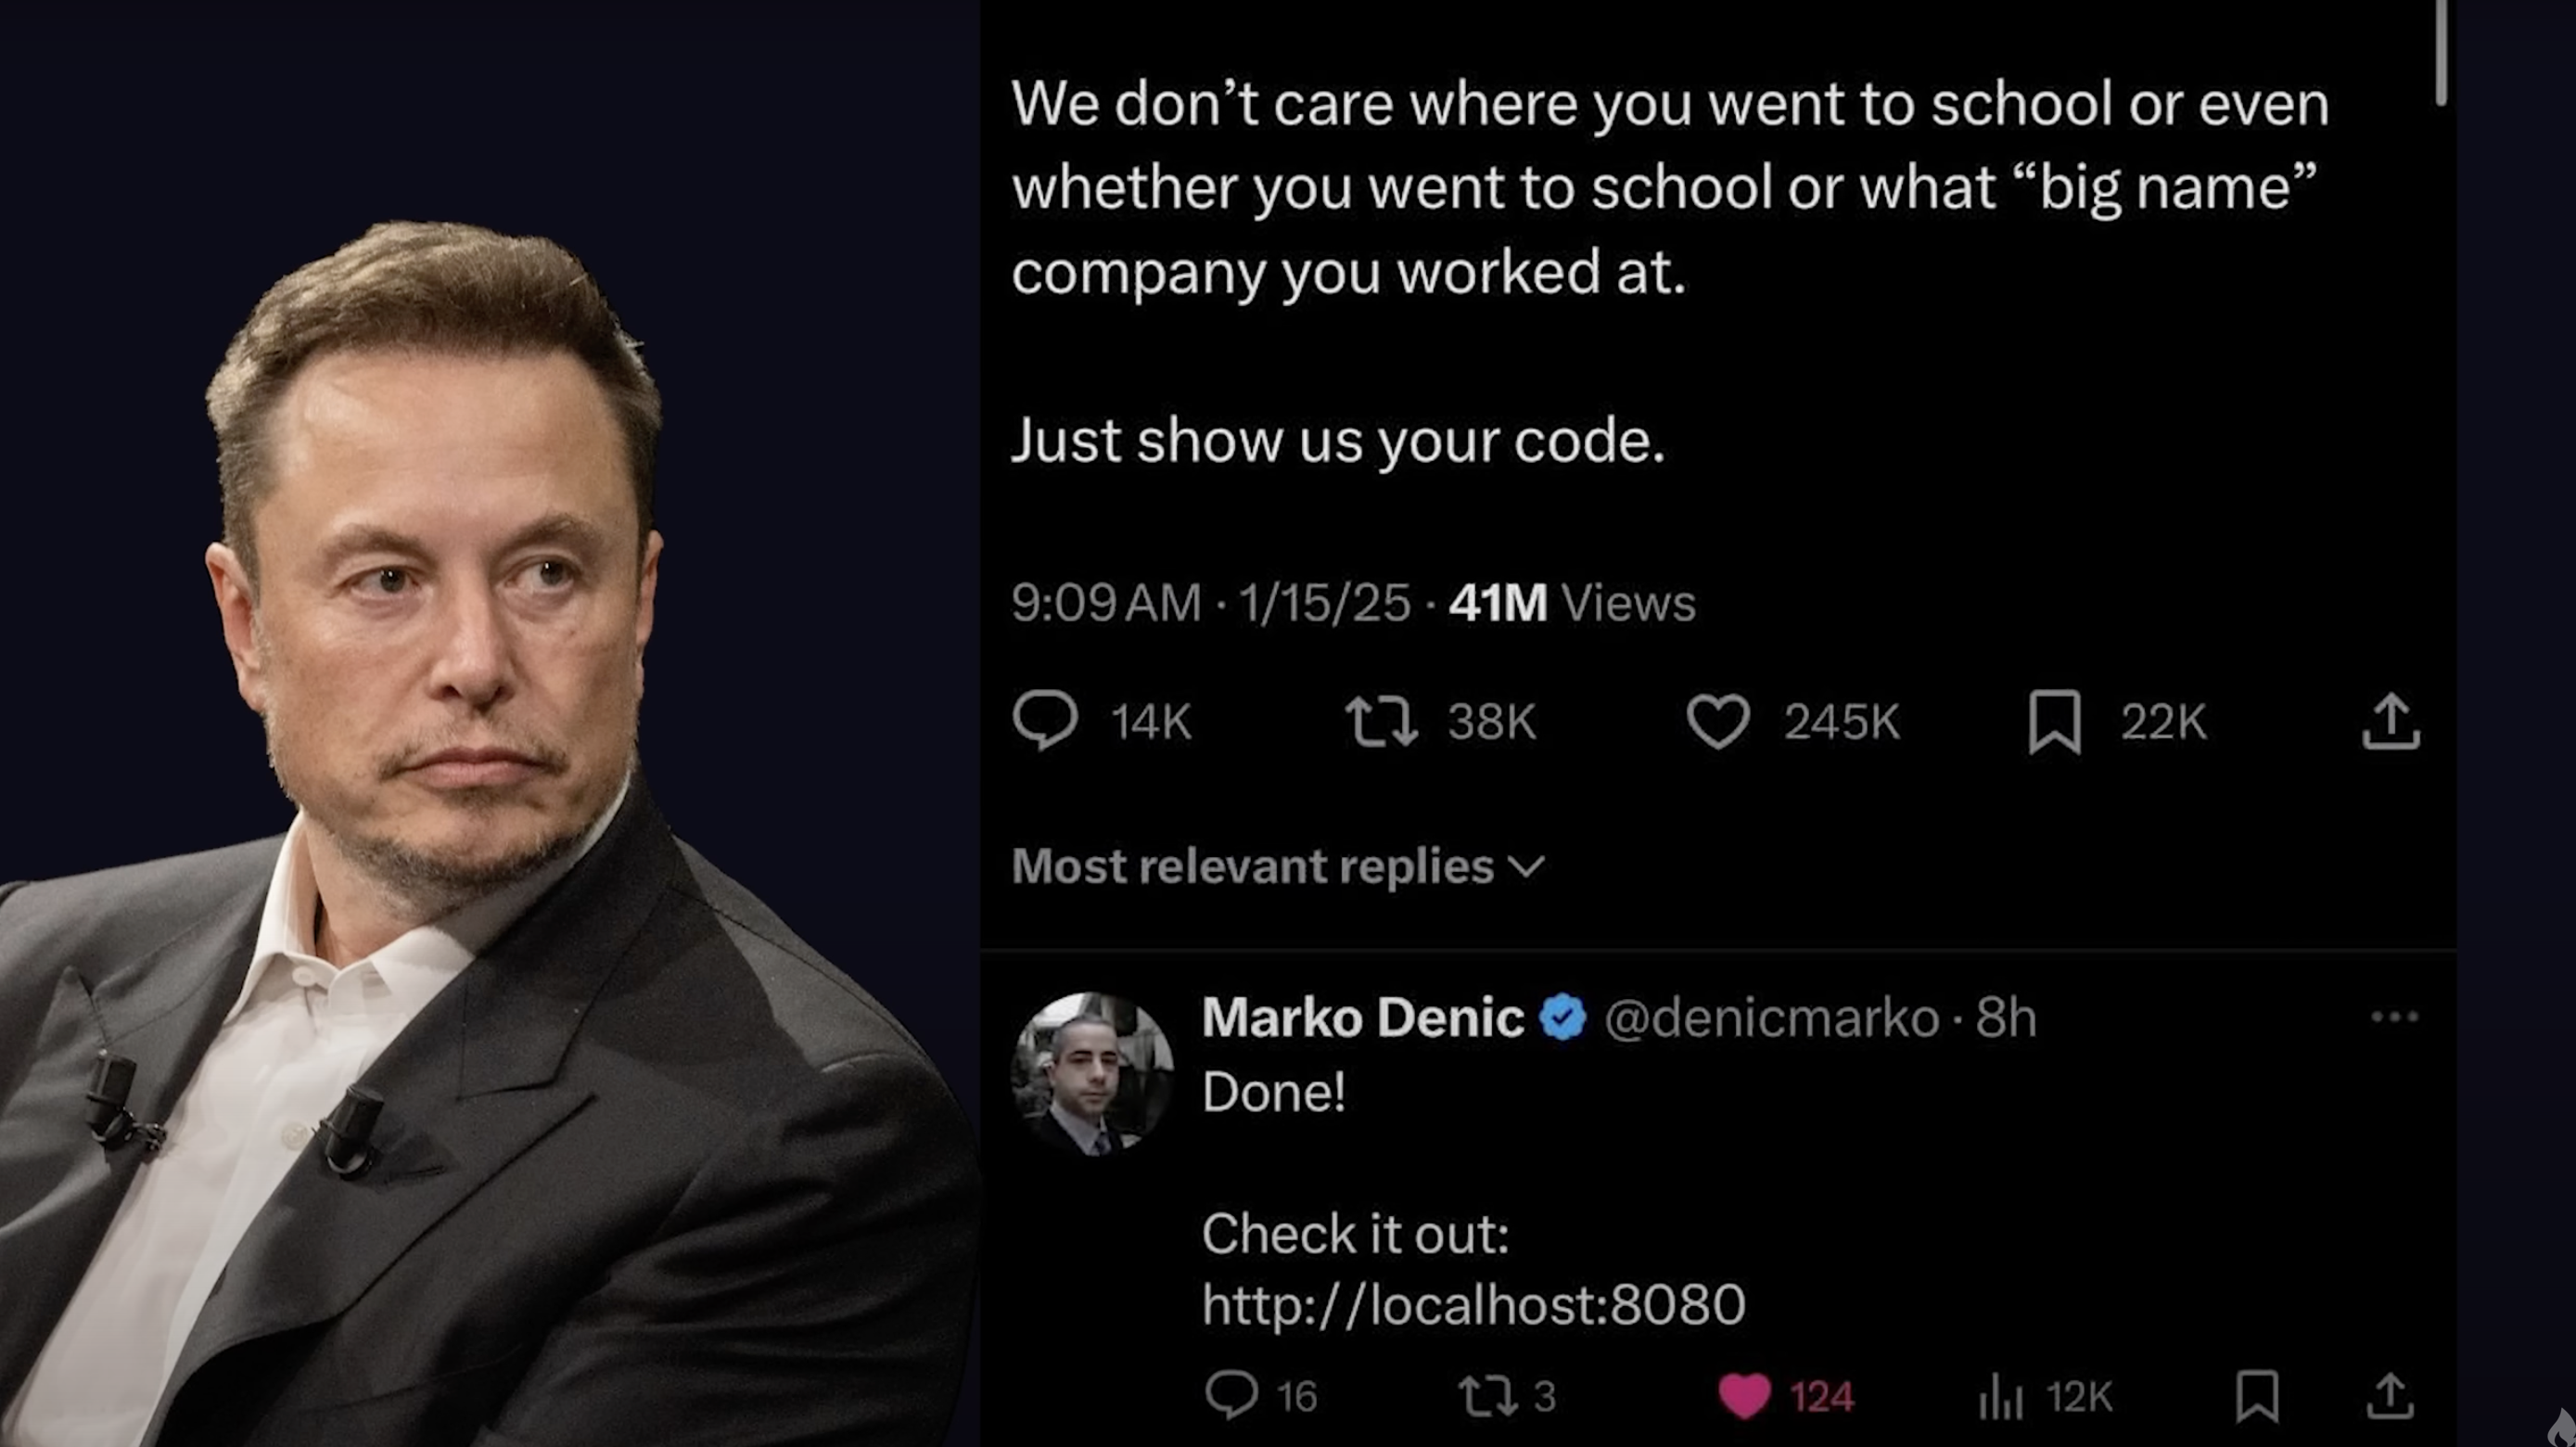 We don’t care where you went to school or even
whether you went to school or what “big name”
company you worked at.
Just show us your code.
9:09 AM · 1/15/25 · 41M Views
14K 38K 245K 22K
Most relevant replies
Marko Denic @denicmarko · 8h
Done!
Check it out:
http://localhost:8080
16 3 124 12K